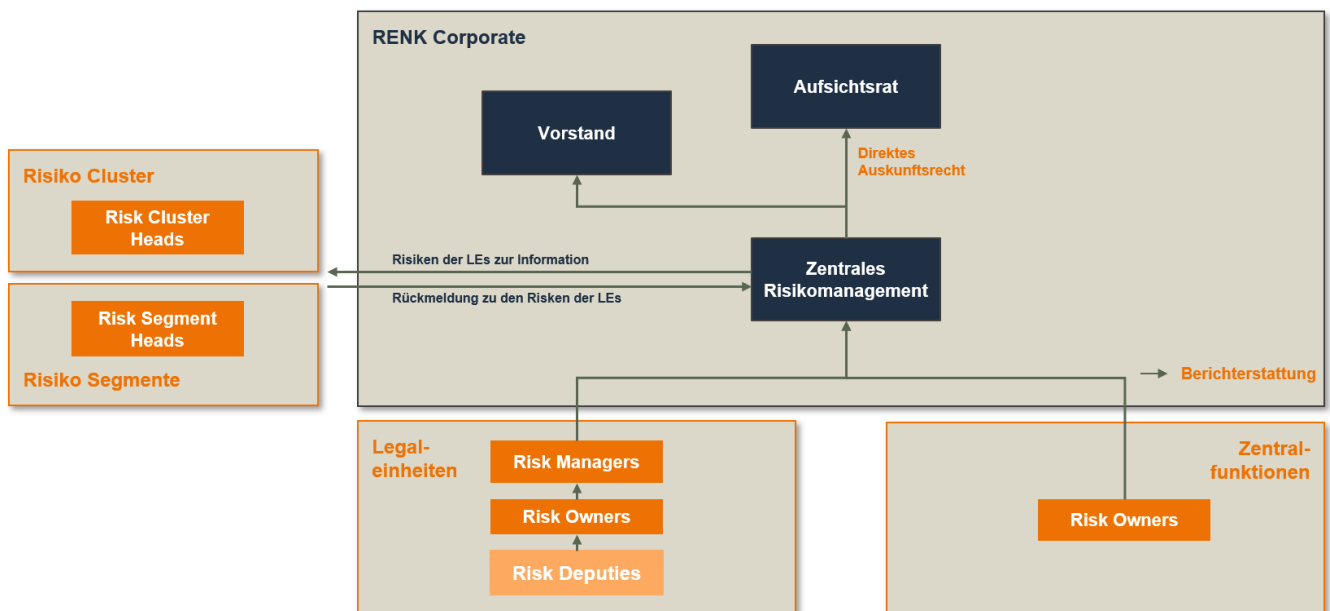 RENK Corporate
Aufsichtsrat
Vorstand
Direktes
Auskunftsrecht
Risiko Cluster
Risk Cluster
Heads
Risiken der LEs zur Information
Zentrales
Risikomanagement
Rückmeldung zu den Risken der LEs
Risk Segment
Heads
Risiko Segmente
Berichterstattung
Legal-
einheiten
Risk Managers
Risk Owners
Risk Deputies
Zentral-
funktionen
Risk Owners